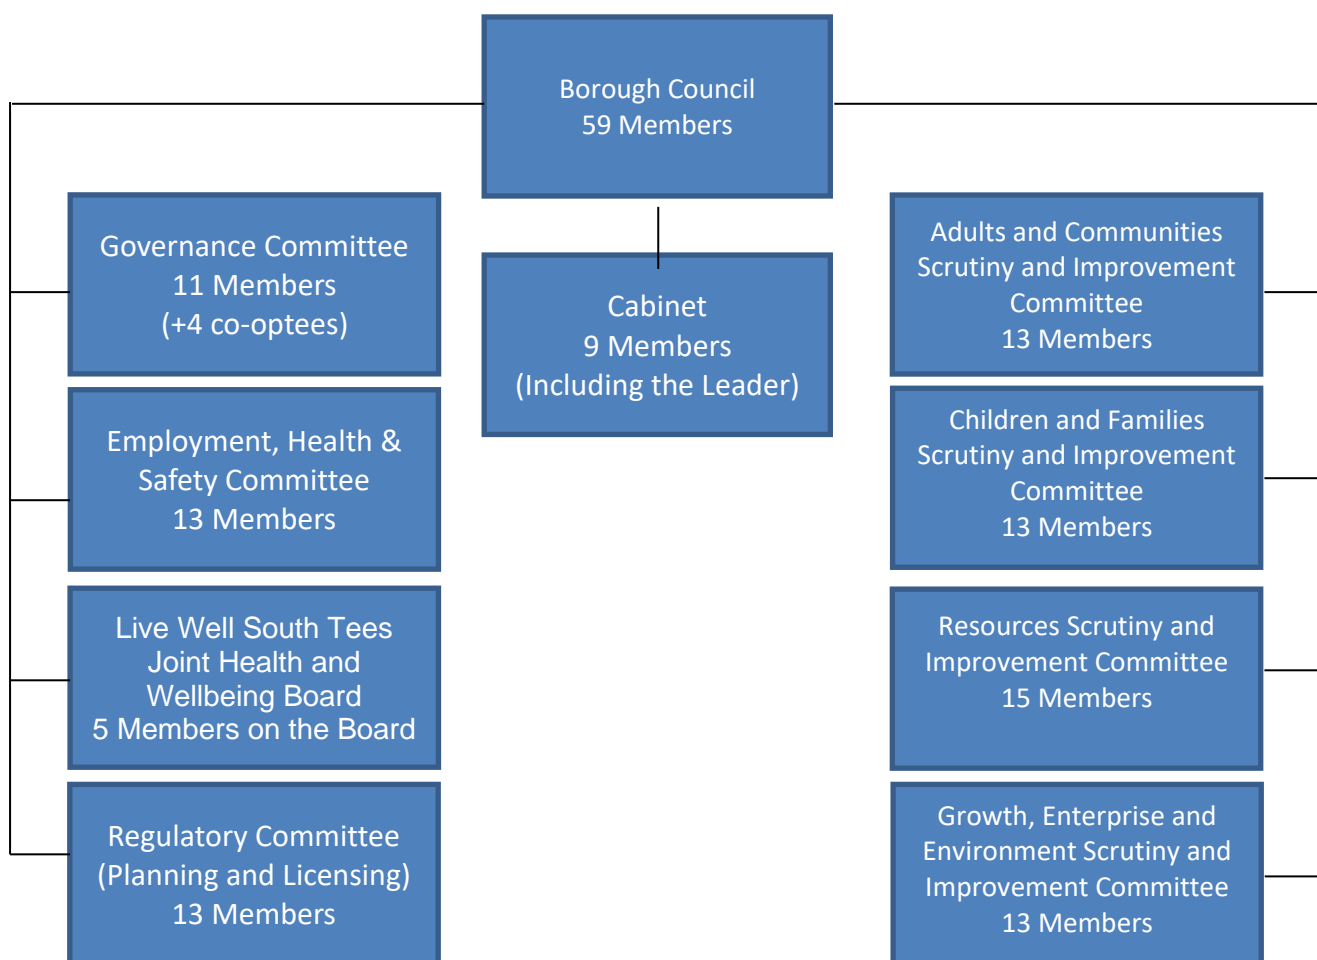 Borough Council
59 Members
Governance Committee
11 Members
(+4 co-optees)
Employment, Health &
Safety Committee
13 Members
Live Well South Tees
Joint Health and
Wellbeing Board
5 Members on the Board
Regulatory Committee
(Planning and Licensing)
13 Members
Cabinet
9 Members
(Including the Leader)
Adults and Communities
Scrutiny and Improvement
Committee
13 Members
Children and Families
Scrutiny and Improvement
Committee
13 Members
Resources Scrutiny and
Improvement Committee
15 Members
Growth, Enterprise and
Environment Scrutiny and
Improvement Committee
13 Members